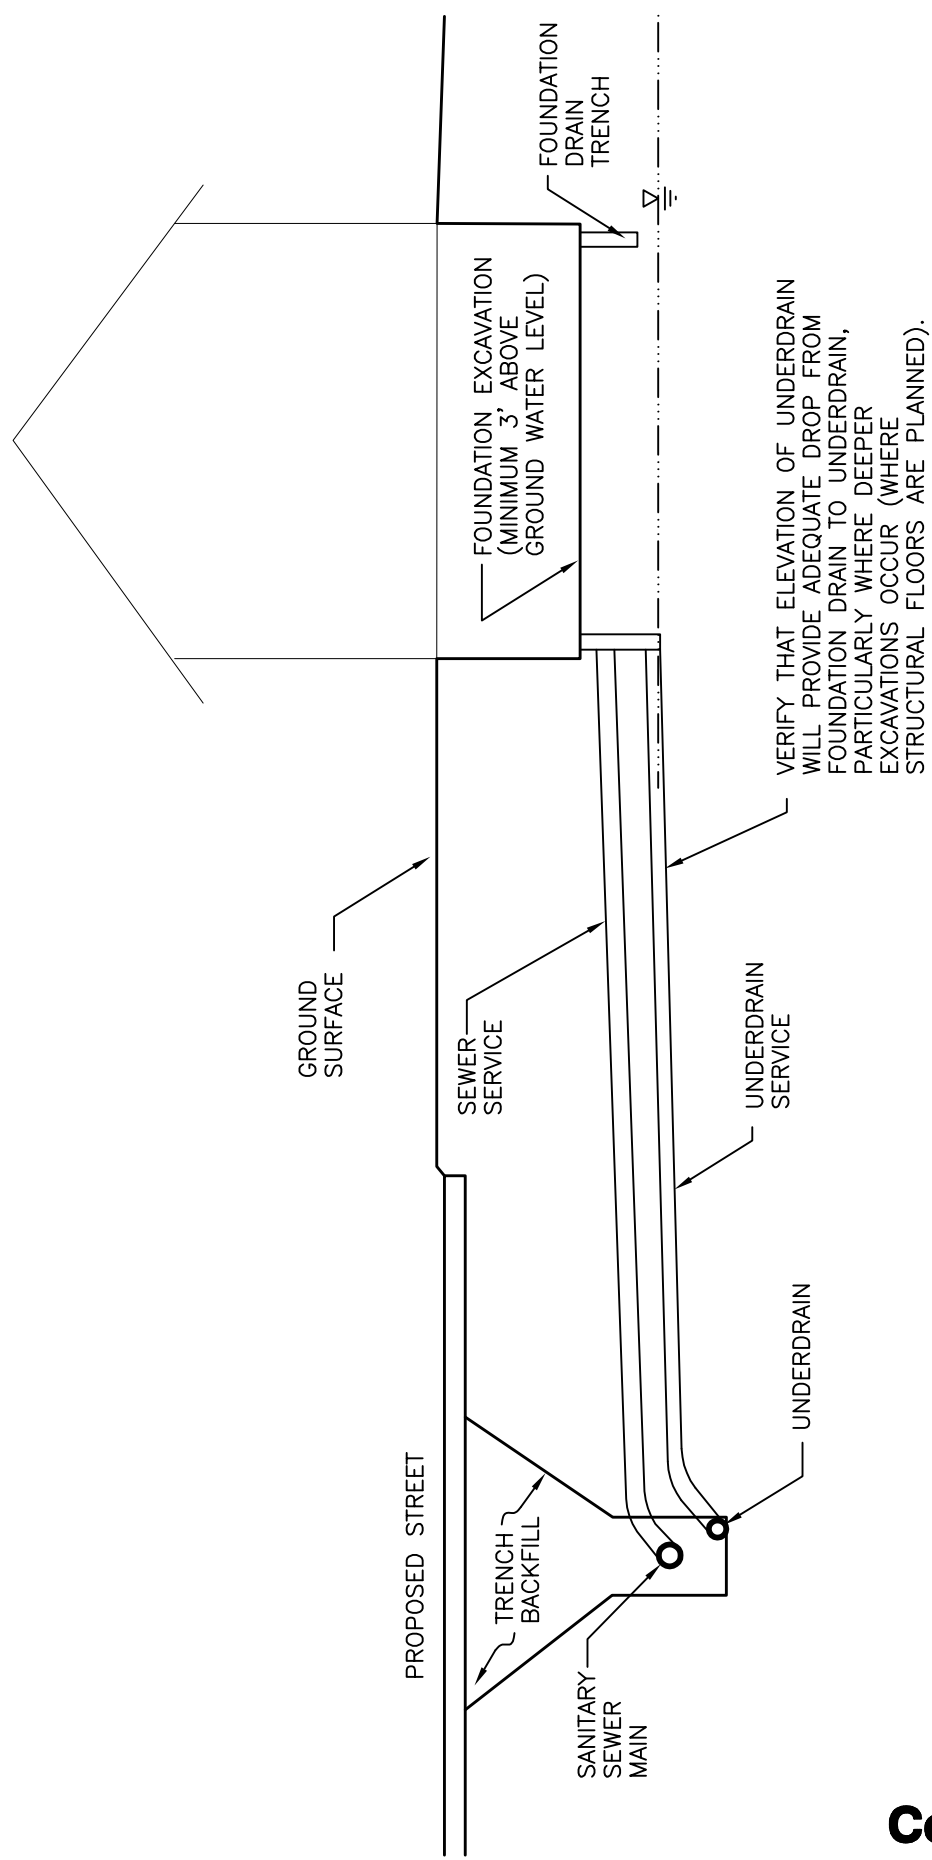 PROPOSED STREET
TRENCH
BACKFILL
SANITARY
SEWER
MAIN
UNDERDRAIN
GROUND
SURFACE
SEWER
SERVICE
UNDERDRAIN
SERVICE
FOUNDATION EXCAVATION
(MINIMUM 3' ABOVE
GROUND WATER LEVEL)
FOUNDATION
DRAIN
TRENCH
VERIFY THAT ELEVATION OF UNDERDRAIN
WILL PROVIDE ADEQUATE DROP FROM
FOUNDATION DRAIN TO UNDERDRAIN,
PARTICULARLY WHERE DEEPER
EXCAVATIONS OCCUR (WHERE
STRUCTURAL FLOORS ARE PLANNED).